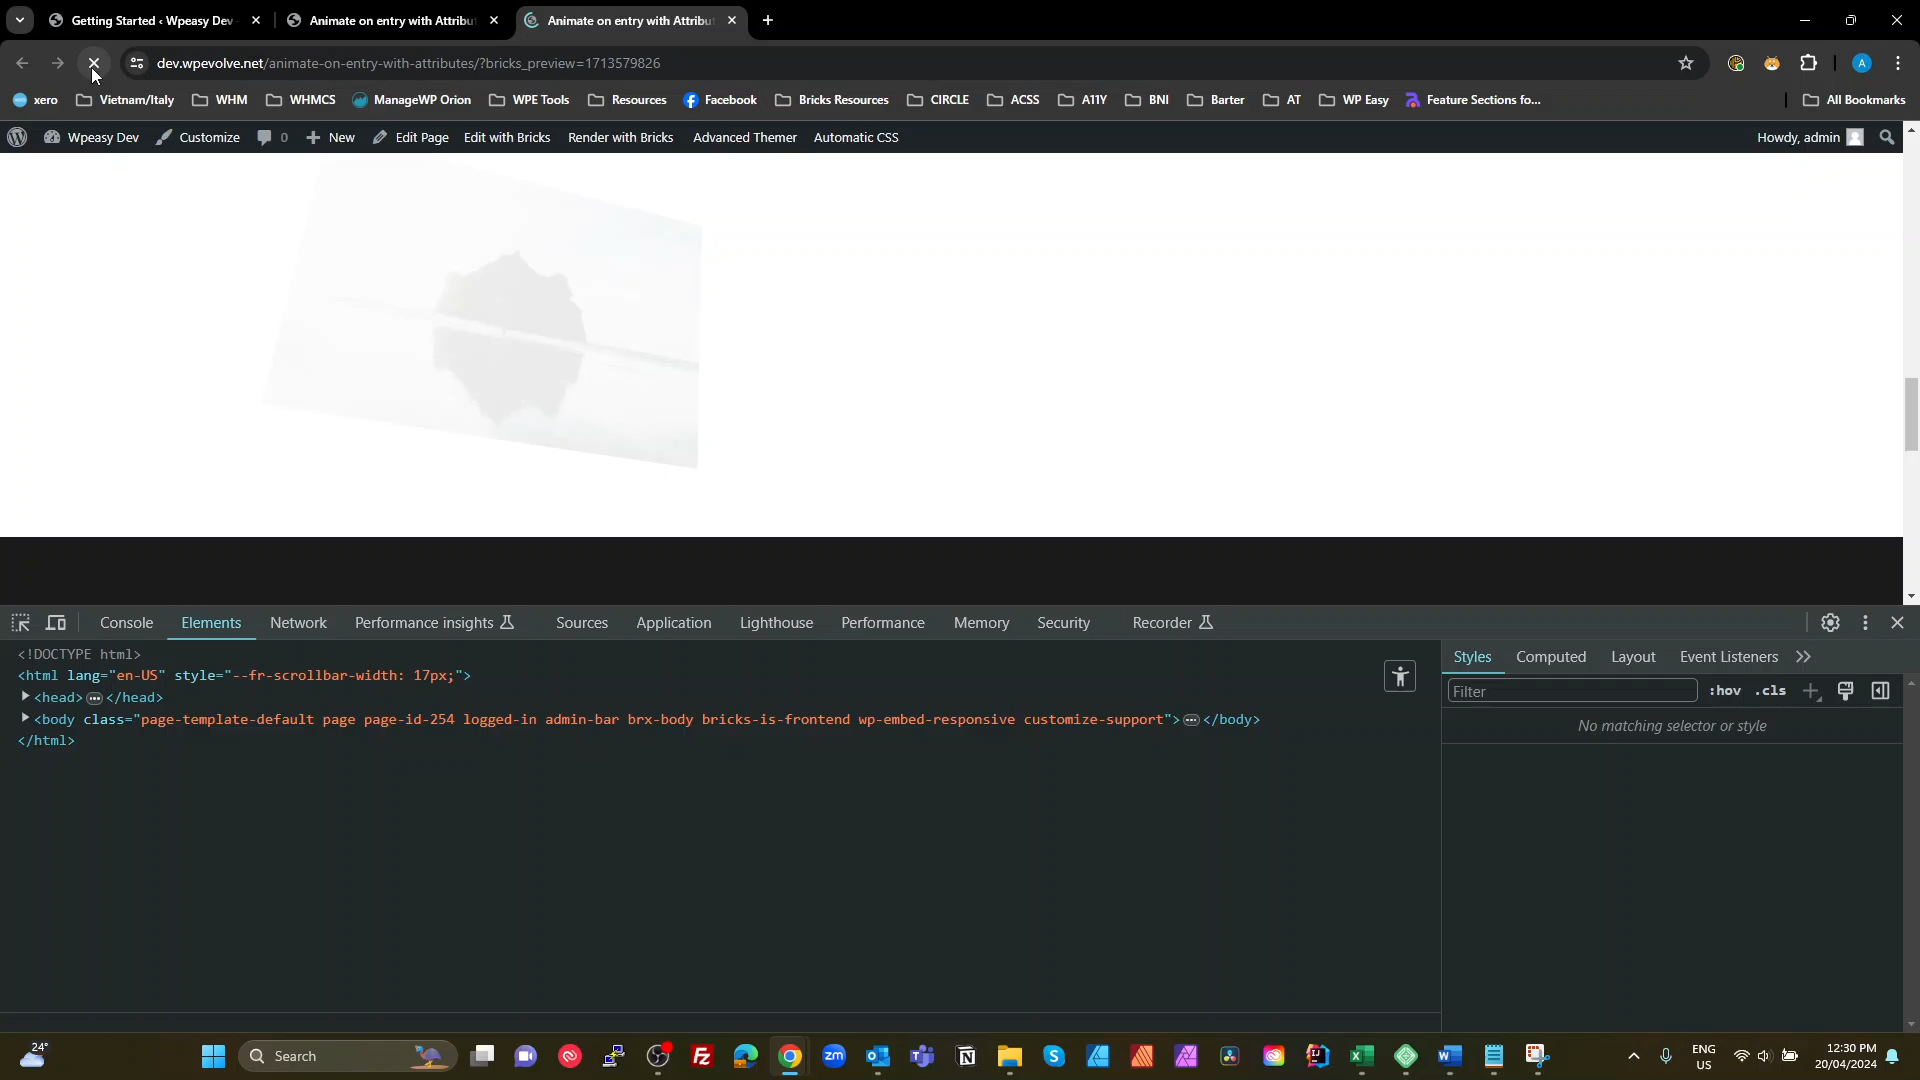 Getting Started ‹ Wpeasy Dev
Animate on entry with Attribut
Animate on entry with Attribut
dev.wpevolve.net/animate-on-entry-with-attributes/?bricks_preview=1713579826
A
xero
Vietnam/Italy
WHM
WHMCS
ManageWP Orion
WPE Tools
Resources
Facebook
Bricks Resources
CIRCLE
ACSS
A11Y
BNI
Barter
AT
WP Easy
Feature Sections fo...
All Bookmarks
Wpeasy Dev
Customize
0
New
Edit Page
Edit with Bricks
Render with Bricks
Advanced Themer
Automatic CSS
Howdy, admin
Console
Elements
Network
Performance insights
Sources
Application
Lighthouse
Performance
Memory
Security
Recorder
<!DOCTYPE html>
<html lang="en-US" style="--fr-scrollbar-width: 17px;">
<head> … </head>
<body class="page-template-default page page-id-254 logged-in admin-bar brx-body bricks-is-frontend wp-embed-responsive customize-support"> … </body>
</html>
Styles
Computed
Layout
Event Listeners
Filter
:hov
.cls
No matching selector or style
24°
Search
zm
ENG
US
12:30 PM
20/04/2024